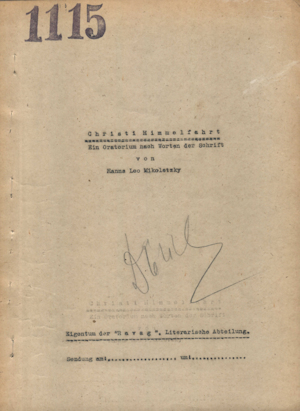 1115
Christi Himmelfahrt
Ein Oratorium nach Worten der Schrift
von
Hanns Leo Mikoletzky
Eigentum der "Ravag", Literarische Abteilung.
Sendung am:................, um:..............